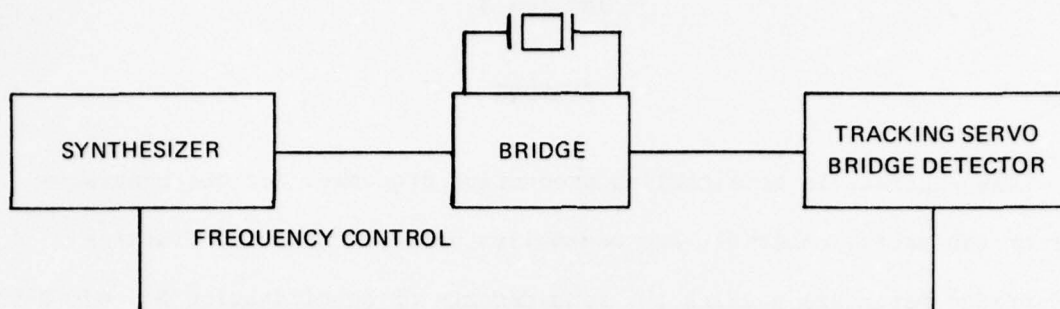 SYNTHESIZER
BRIDGE
TRACKING SERVO
BRIDGE DETECTOR
FREQUENCY CONTROL